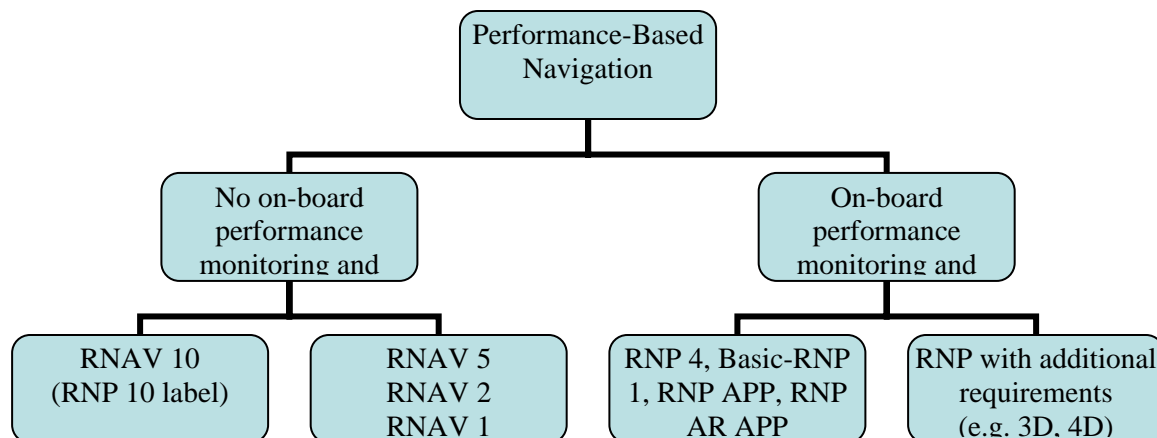 Performance-Based
Navigation
No on-board
performance
monitoring and
On-board
performance
monitoring and
RNAV 10
(RNP 10 label)
RNAV 5
RNAV 2
RNAV 1
RNP 4, Basic-RNP
1, RNP APP, RNP
AR APP
RNP with additional
requirements
(e.g. 3D, 4D)